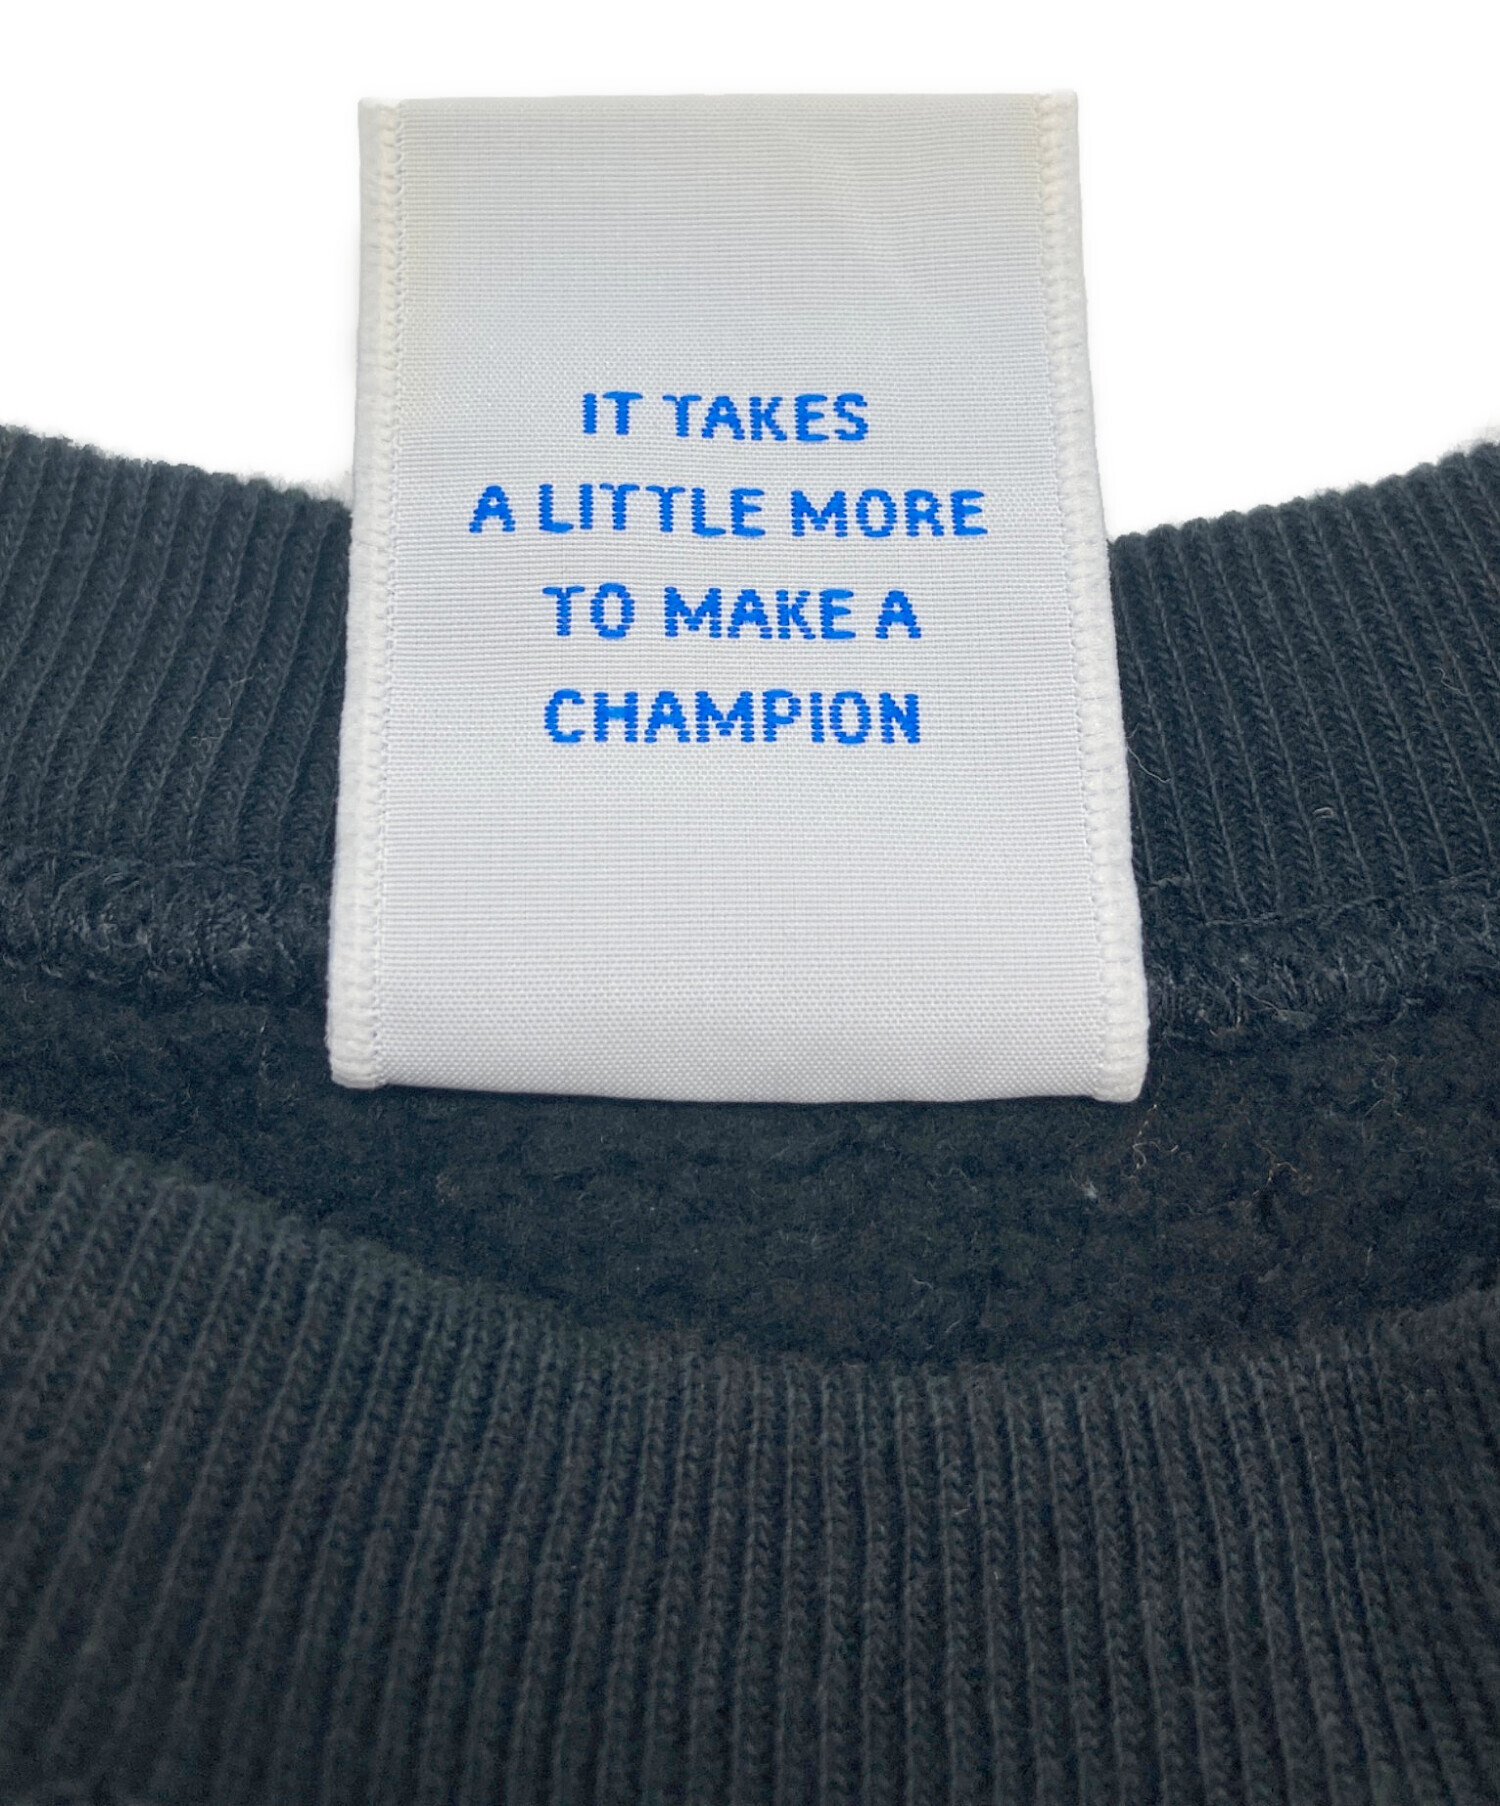 IT TAKES
A LITTLE MORE
TO MAKE A
CHAMPION